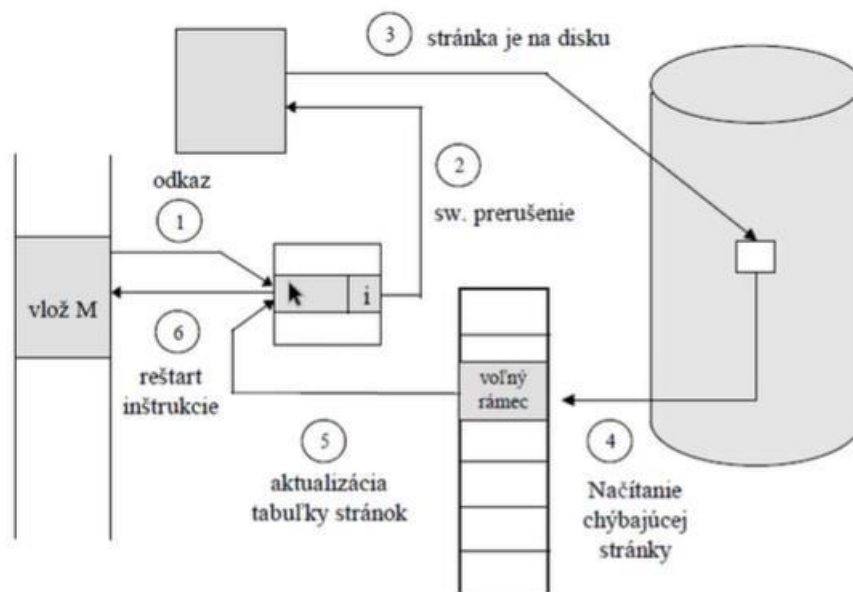 3
stránka je na disku
odkaz
2
1
sw. prerušenie
i
vlož M
6
voľný
rámec
reštart
inštrukcie
5
4
aktualizácia
tabuľky stránok
Načítanie
chýbajúcej
stránky